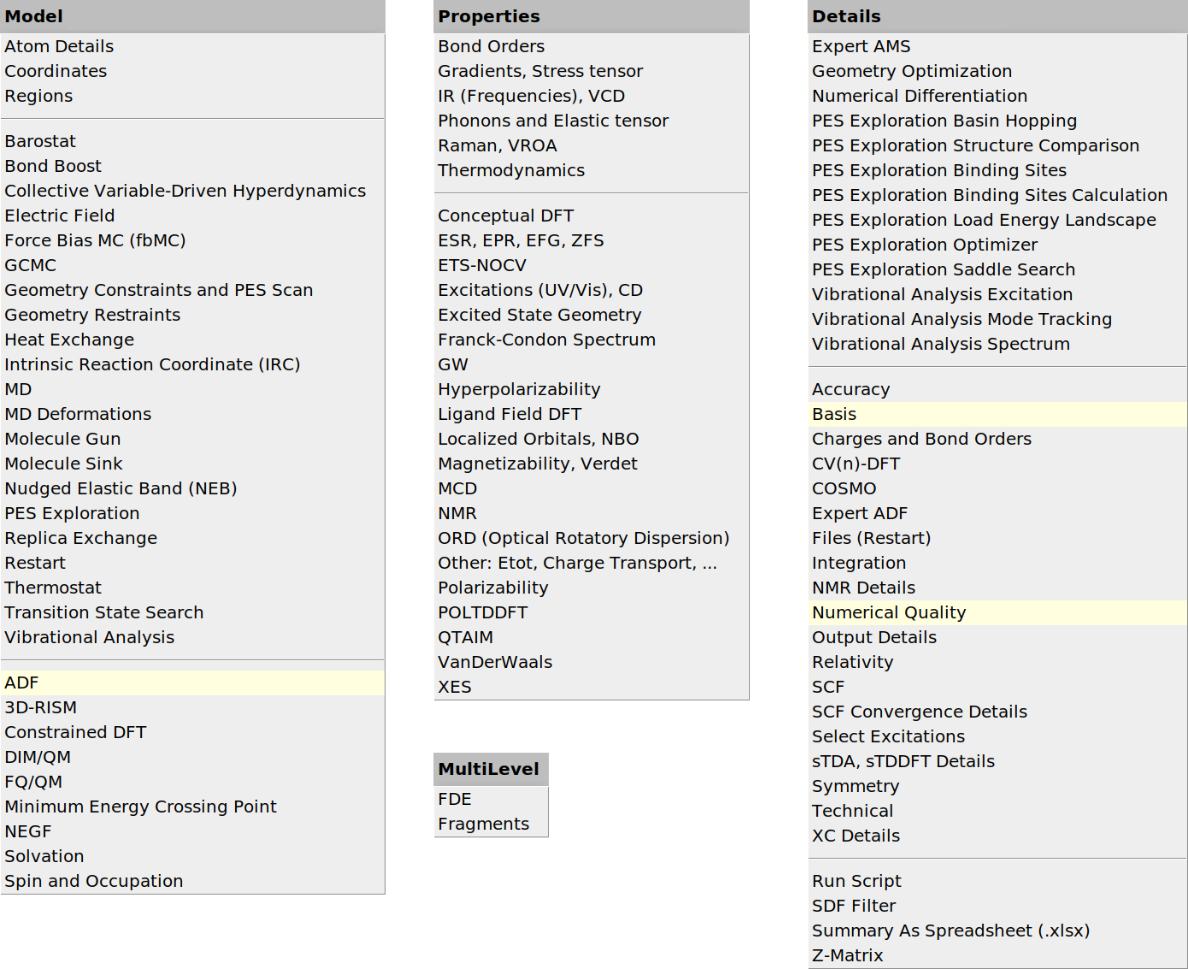 Model
Atom Details
Coordinates
Regions
Barostat
Bond Boost
Collective Variable-Driven Hyperdynamics
Electric Field
Force Bias MC (fbMC)
GCMC
Geometry Constraints and PES Scan
Geometry Restraints
Heat Exchange
Intrinsic Reaction Coordinate (IRC)
MD
MD Deformations
Molecule Gun
Molecule Sink
Nudged Elastic Band (NEB)
PES Exploration
Replica Exchange
Restart
Thermostat
Transition State Search
Vibrational Analysis
ADF
3D-RISM
Constrained DFT
DIM/QM
FQ/QM
Minimum Energy Crossing Point
NEGF
Solvation
Spin and Occupation
Properties
Bond Orders
Gradients, Stress tensor
IR (Frequencies), VCD
Phonons and Elastic tensor
Raman, VROA
Thermodynamics
Conceptual DFT
ESR, EPR, EFG, ZFS
ETS-NOCV
Excitations (UV/Vis), CD
Excited State Geometry
Franck-Condon Spectrum
GW
Hyperpolarizability
Ligand Field DFT
Localized Orbitals, NBO
Magnetizability, Verdet
MCD
NMR
ORD (Optical Rotatory Dispersion)
Other: Etot, Charge Transport, ...
Polarizability
POLTDDFT
QTAIM
VanDerWaals
XES
MultiLevel
FDE
Fragments
Details
Expert AMS
Geometry Optimization
Numerical Differentiation
PES Exploration Basin Hopping
PES Exploration Structure Comparison
PES Exploration Binding Sites
PES Exploration Binding Sites Calculation
PES Exploration Load Energy Landscape
PES Exploration Optimizer
PES Exploration Saddle Search
Vibrational Analysis Excitation
Vibrational Analysis Mode Tracking
Vibrational Analysis Spectrum
Accuracy
Basis
Charges and Bond Orders
CV(n)-DFT
COSMO
Expert ADF
Files (Restart)
Integration
NMR Details
Numerical Quality
Output Details
Relativity
SCF
SCF Convergence Details
Select Excitations
sTDA, sTDDFT Details
Symmetry
Technical
XC Details
Run Script
SDF Filter
Summary As Spreadsheet (.xlsx)
Z-Matrix